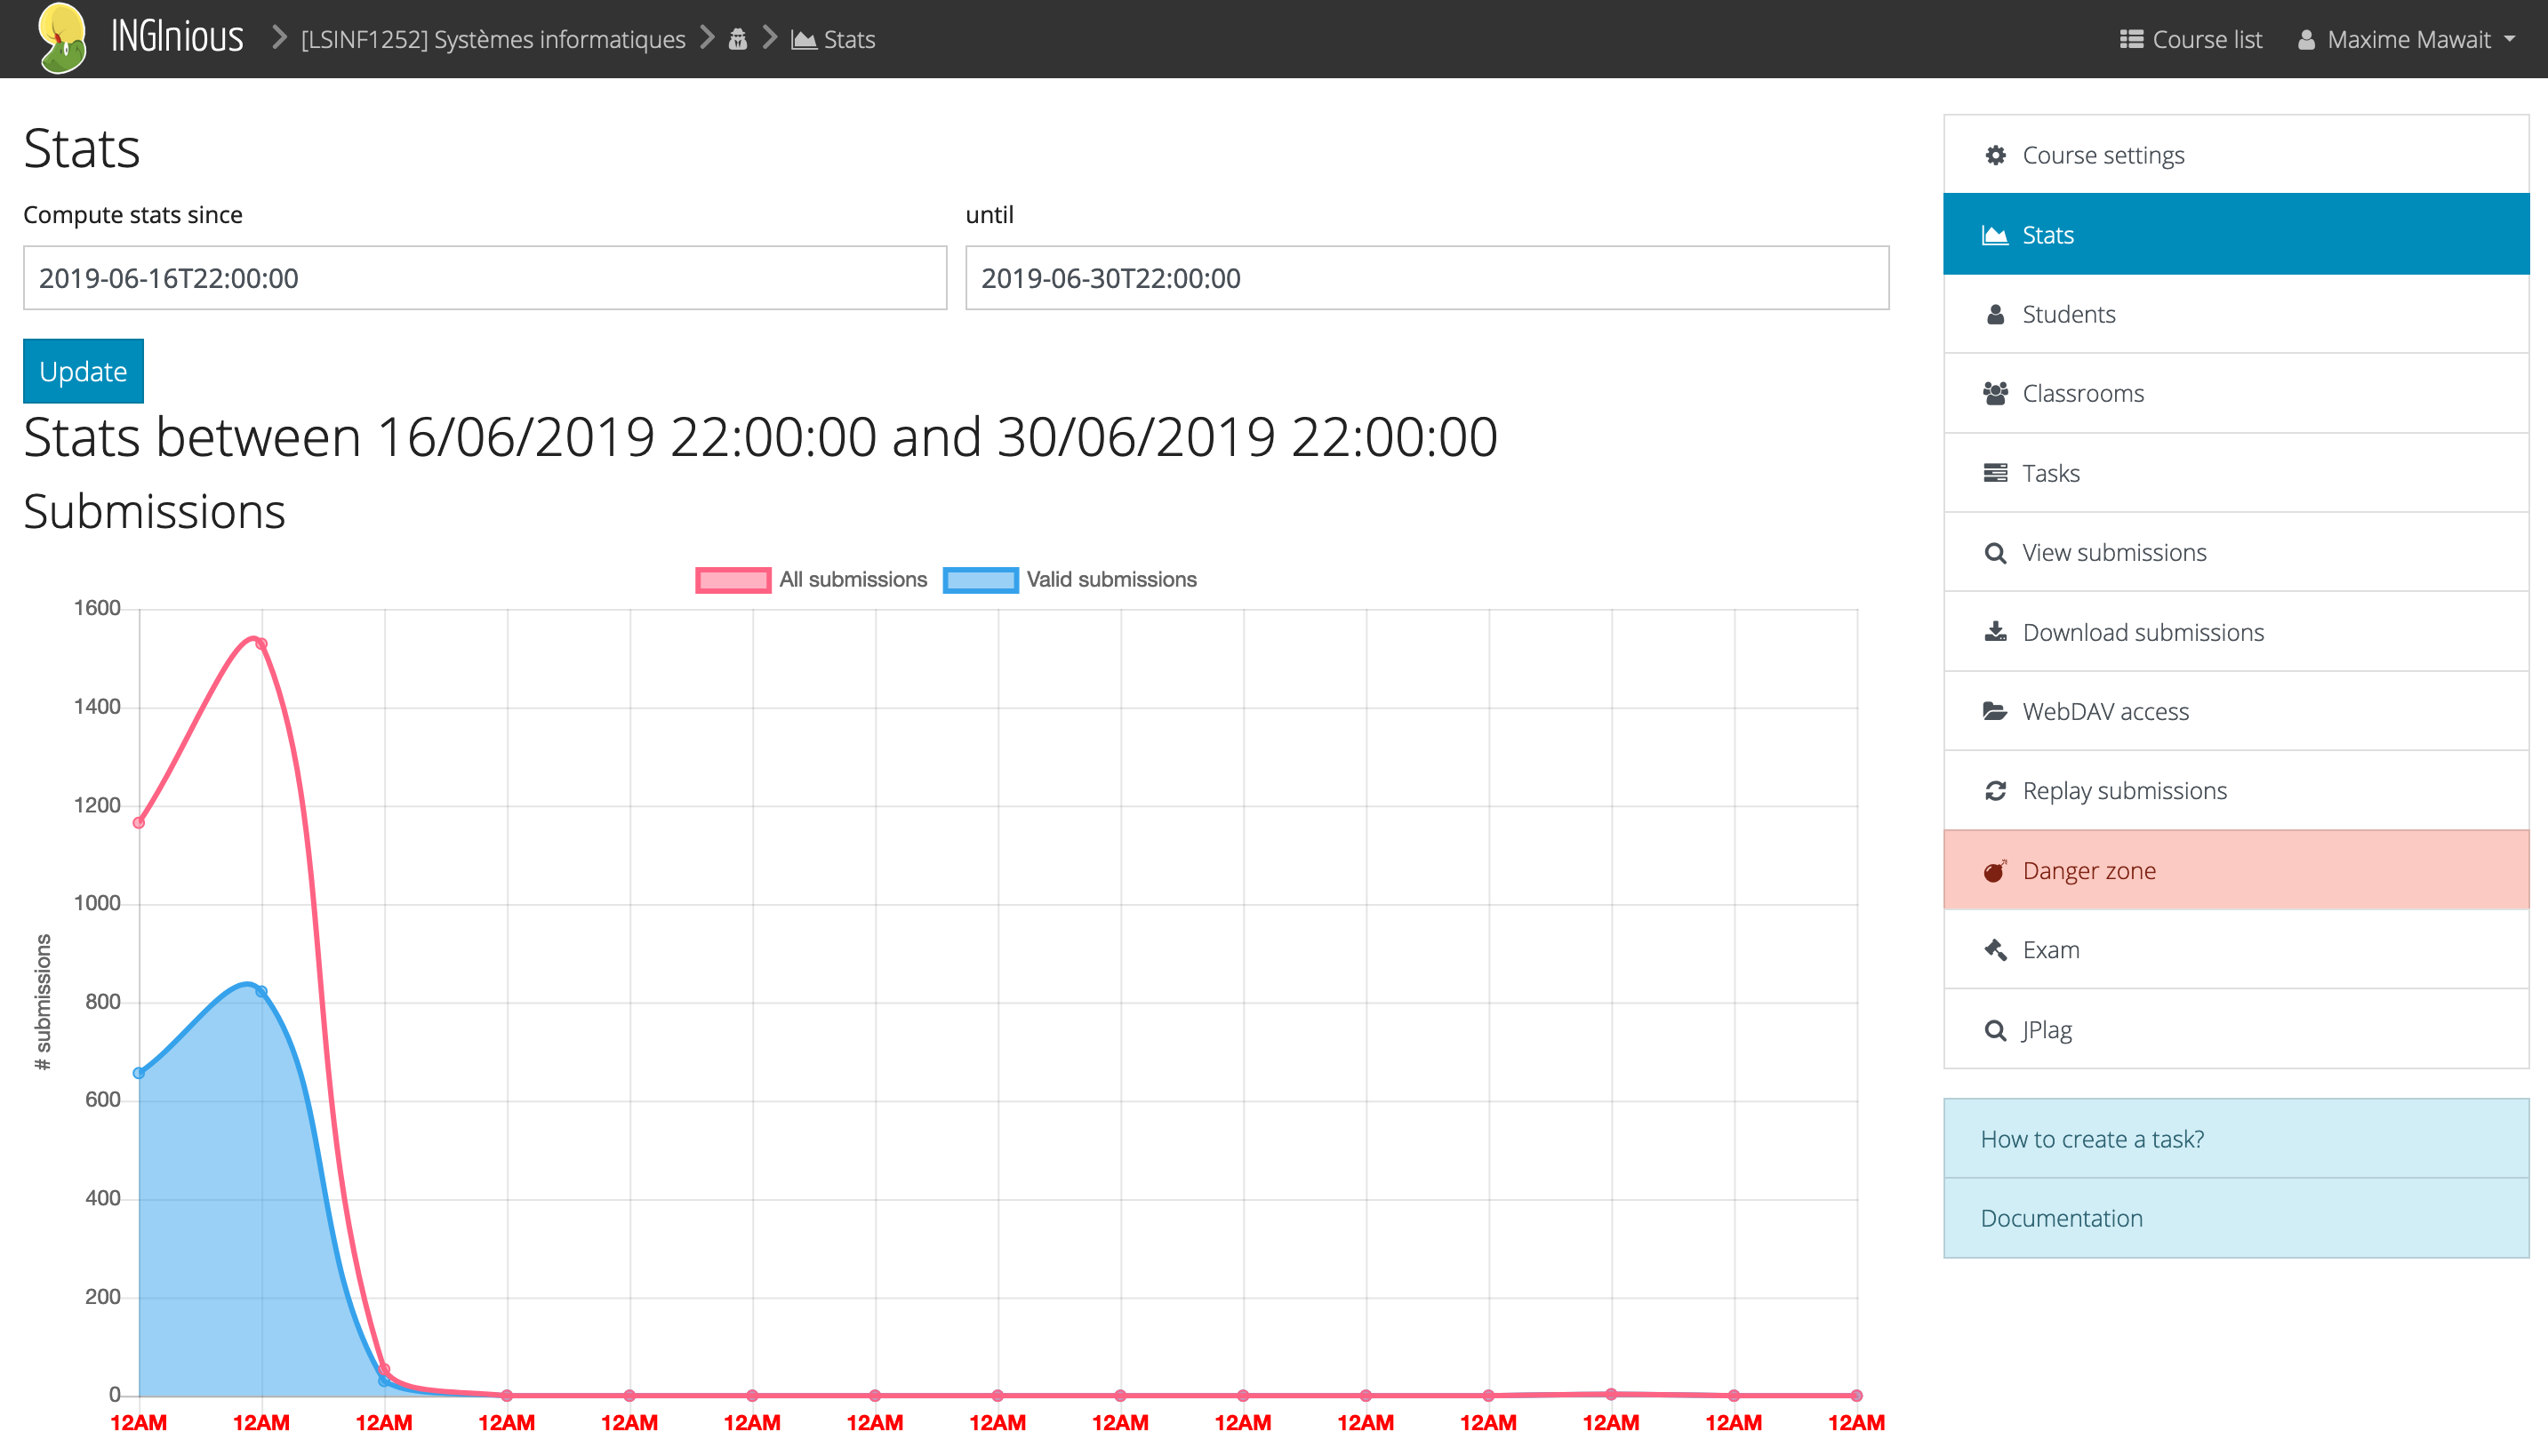 INGInious [LSINF1252] Systèmes informatiques Stats Course list Maxime Mawait
Stats
Compute stats since until
2019-06-16T22:00:00 2019-06-30T22:00:00
Update
Stats between 16/06/2019 22:00:00 and 30/06/2019 22:00:00
Submissions
All submissions Valid submissions
# submissions
1600
1400
1200
1000
800
600
400
200
0
12AM 12AM 12AM 12AM 12AM 12AM 12AM 12AM 12AM 12AM 12AM 12AM 12AM 12AM 12AM
Course settings
Stats
Students
Classrooms
Tasks
View submissions
Download submissions
WebDAV access
Replay submissions
Danger zone
Exam
JPlag
How to create a task?
Documentation